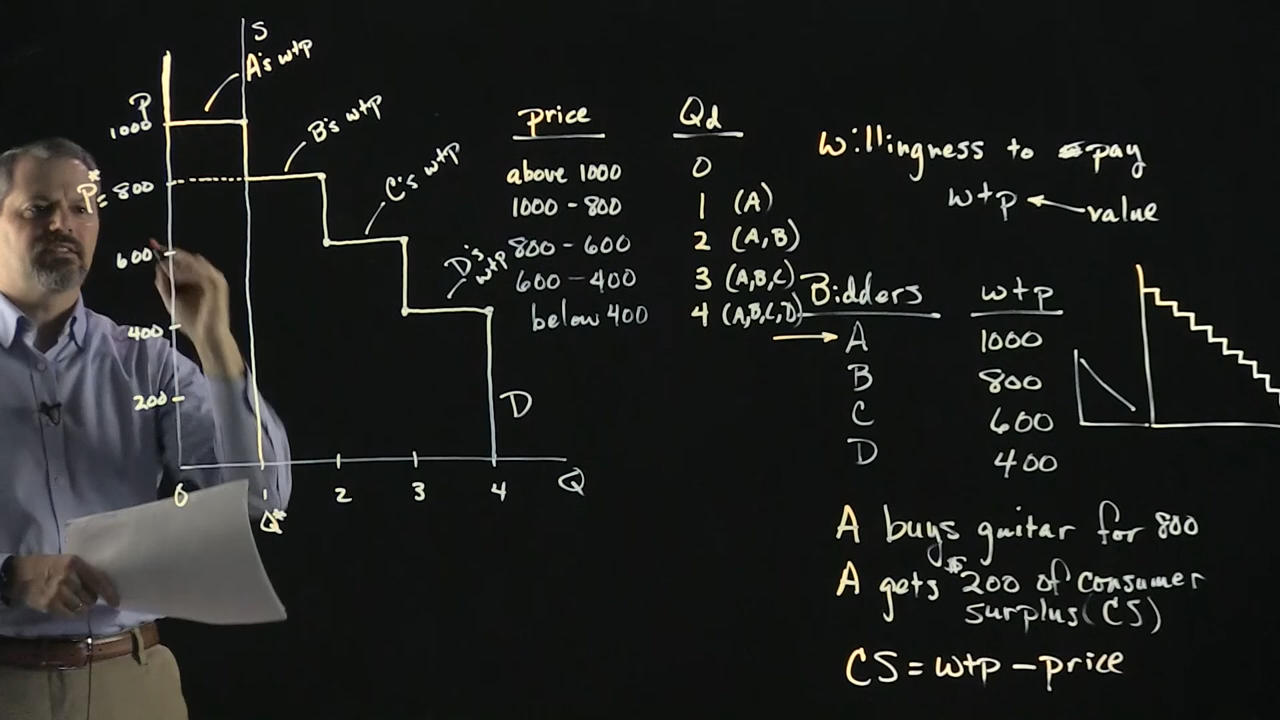 S
A's wtp
P
1000
B's wtp
P*
= 800
C's wtp
600
D's
wtp
400
200
D
0 1 2 3 4 Q
Q*
price Qd
above 1000 0
1000 - 800 1 (A)
800 - 600 2 (A,B)
600 - 400 3 (A,B,C)
below 400 4 (A,B,C,D)
Willingness to pay
wtp ← value
Bidders wtp
→ A 1000
B 800
C 600
D 400
A buys guitar for 800
A gets $200 of consumer
surplus (CS)
CS = wtp - price